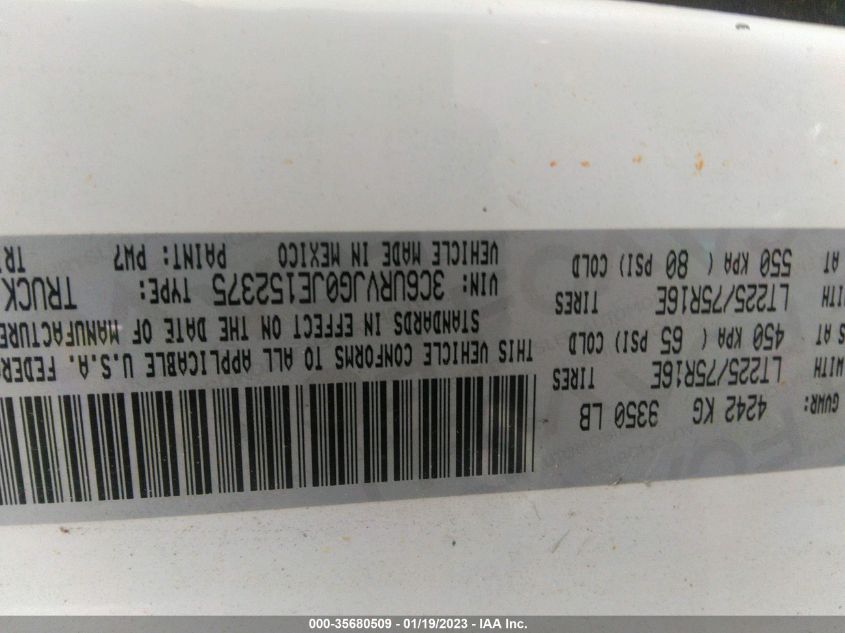 GVWR:
4242 KG 9350 LB
WITH LT225/75R16E TIRES
S AT 450 KPA ( 65 PSI) COLD
WITH LT225/75R16E TIRES
AT 550 KPA ( 80 PSI) COLD
THIS VEHICLE CONFORMS TO ALL APPLICABLE U.S.A. FEDER
STANDARDS IN EFFECT ON THE DATE OF MANUFACTURE
VIN: 3C6URVJG0JE152375 TYPE: TRUCK
VEHICLE MADE IN MEXICO PAINT: PW7 TR
000-35680509 - 01/19/2023 - IAA Inc.